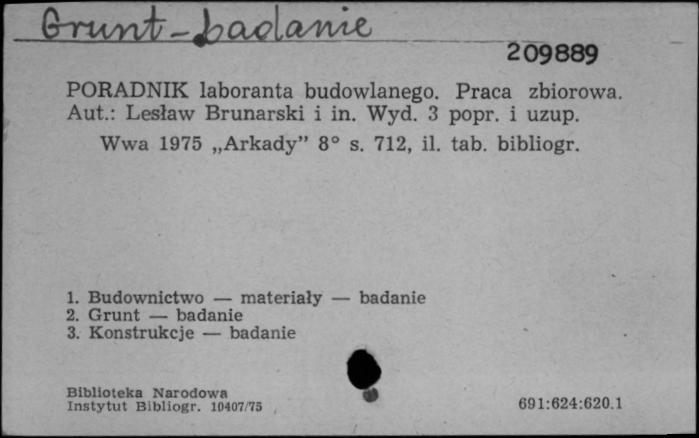 Grunt - badanie
209889
PORADNIK laboranta budowlanego. Praca zbiorowa.
Aut.: Lesław Brunarski i in. Wyd. 3 popr. i uzup.
Wwa 1975 „Arkady” 8° s. 712, il. tab. bibliogr.
1. Budownictwo — materiały — badanie
2. Grunt — badanie
3. Konstrukcje — badanie
Biblioteka Narodowa
Instytut Bibliogr. 10407/75
691:624:620.1